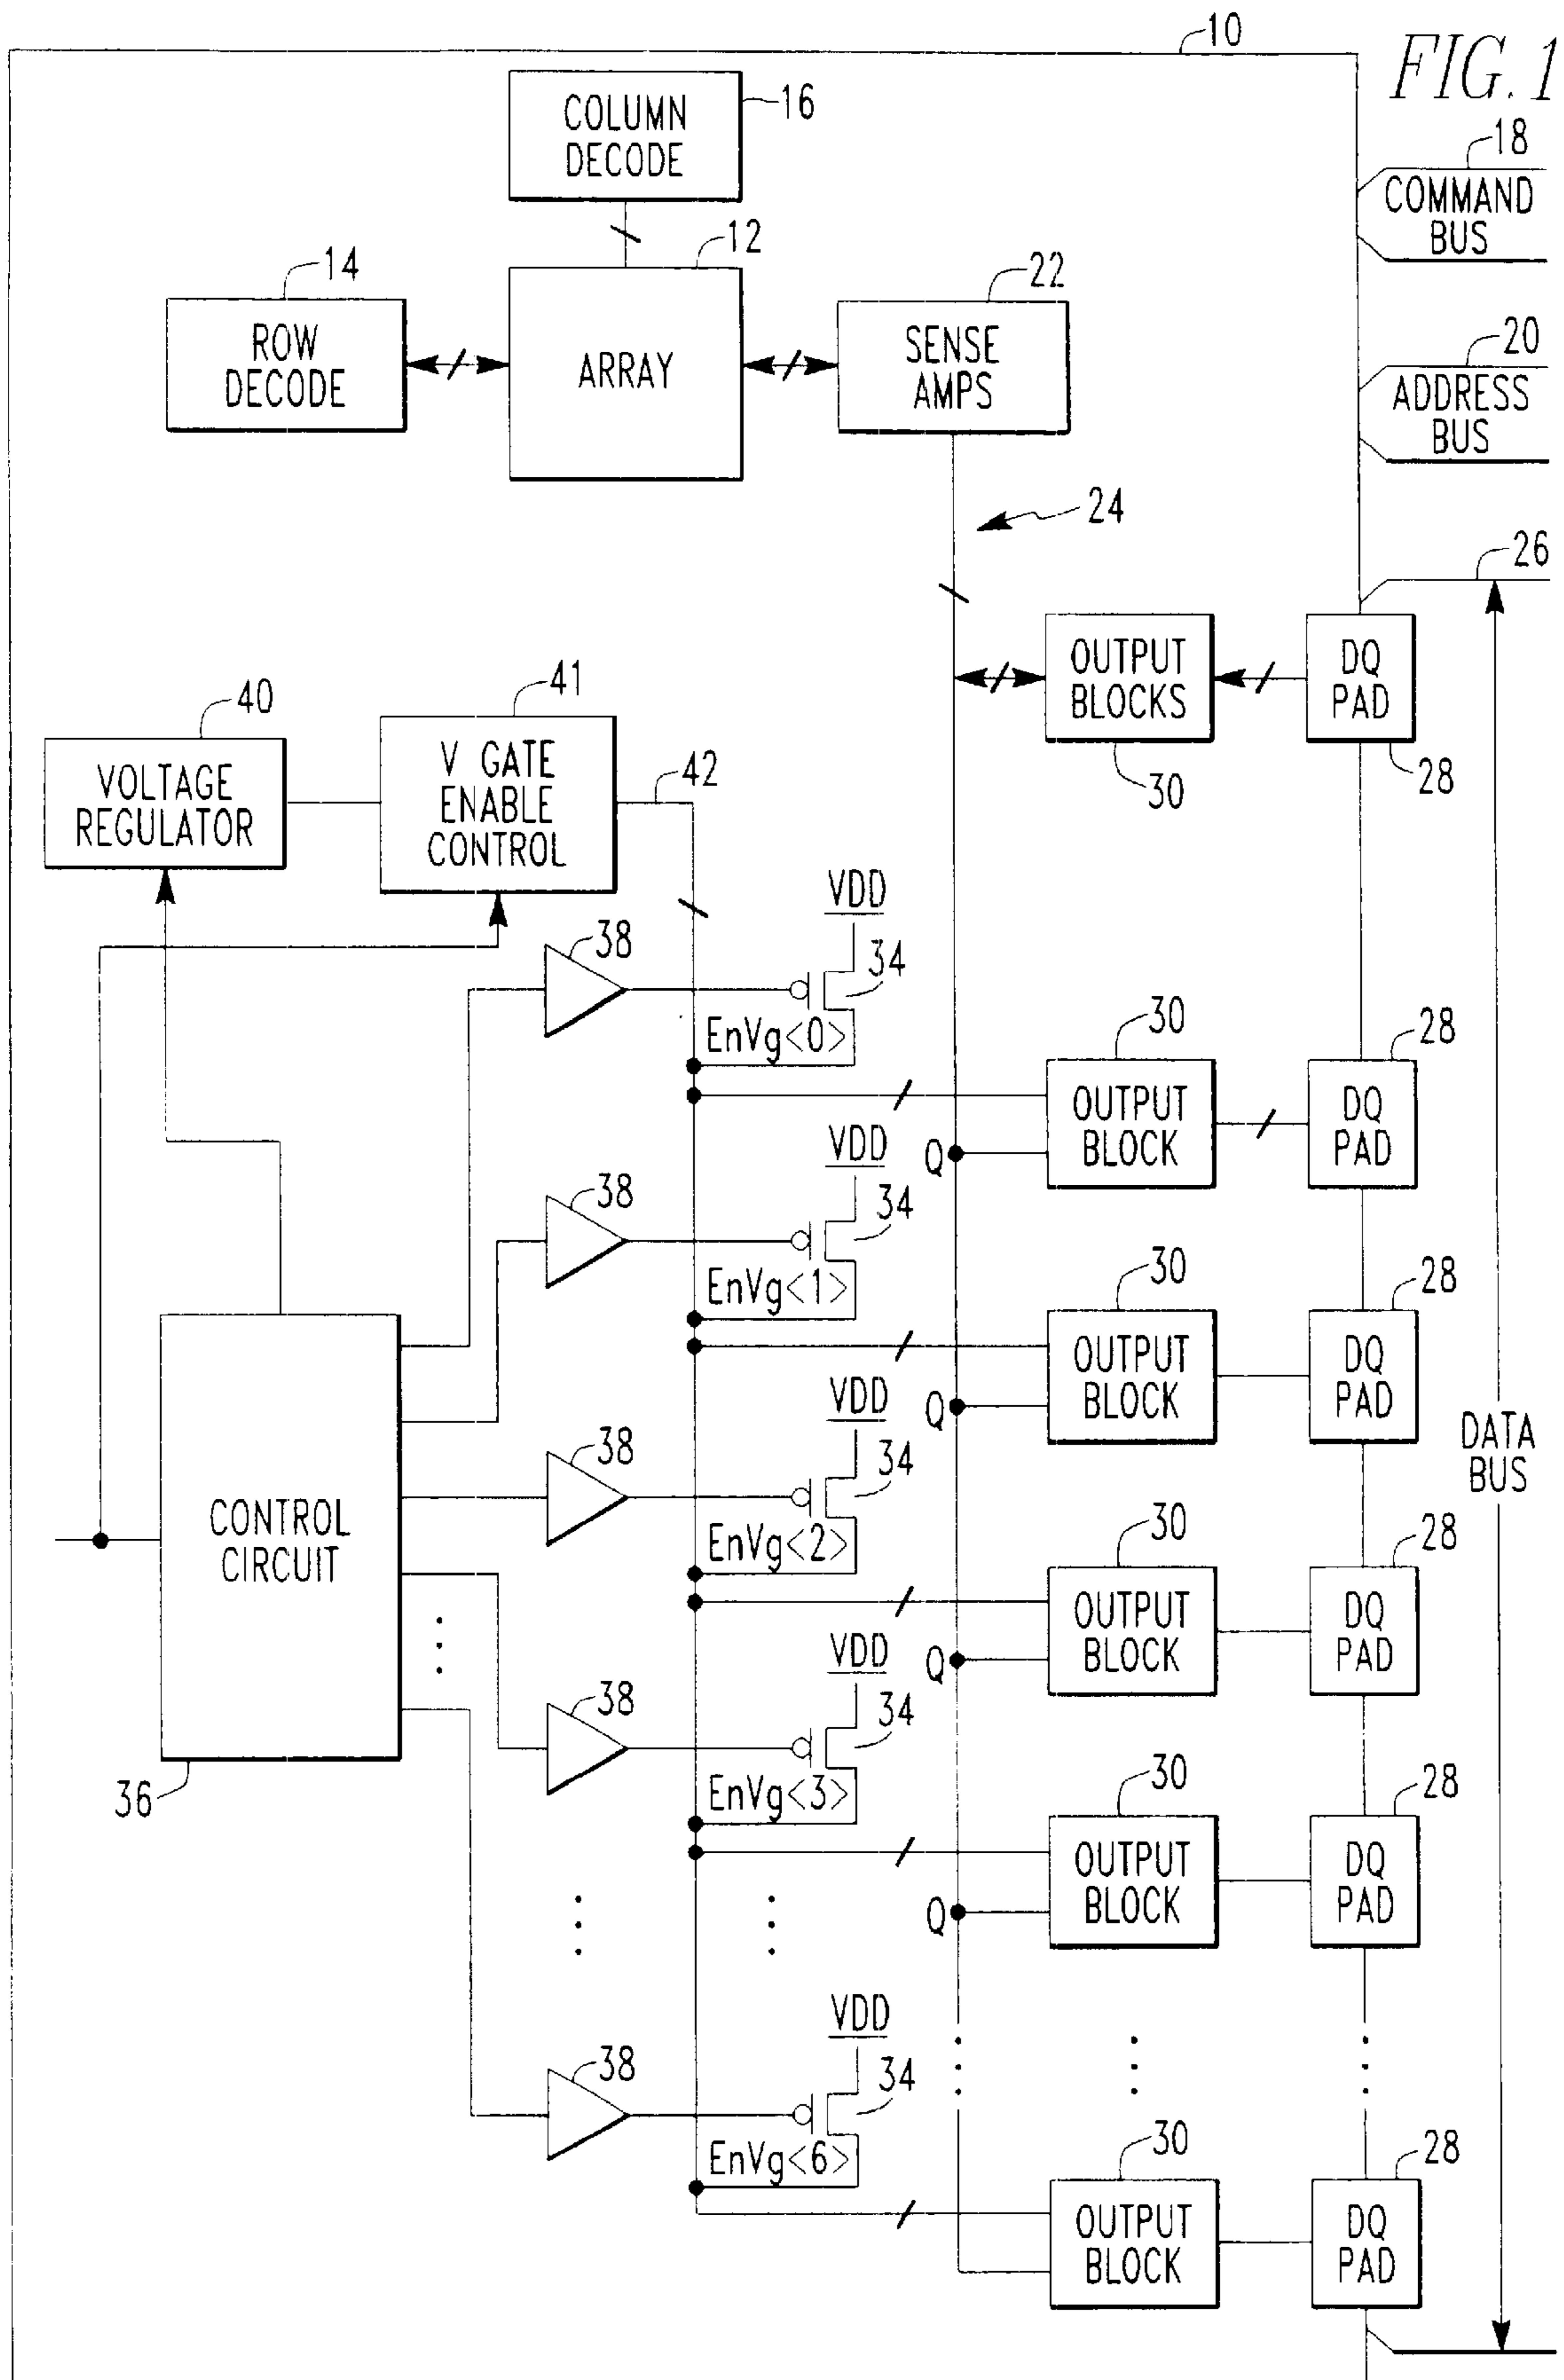 FIG. 1
10
COLUMN
DECODE
16
18
COMMAND
BUS
14
ROW
DECODE
12
ARRAY
22
SENSE
AMPS
20
ADDRESS
BUS
24
26
OUTPUT
BLOCKS
30
DQ
PAD
28
40
VOLTAGE
REGULATOR
41
V GATE
ENABLE
CONTROL
42
38
VDD
34
EnVg<0>
30
OUTPUT
BLOCK
Q
28
DQ
PAD
38
VDD
34
EnVg<1>
30
OUTPUT
BLOCK
Q
28
DQ
PAD
DATA
BUS
CONTROL
CIRCUIT
36
38
VDD
34
EnVg<2>
30
OUTPUT
BLOCK
Q
28
DQ
PAD
38
VDD
34
EnVg<3>
30
OUTPUT
BLOCK
Q
28
DQ
PAD
38
VDD
34
EnVg<6>
30
OUTPUT
BLOCK
28
DQ
PAD